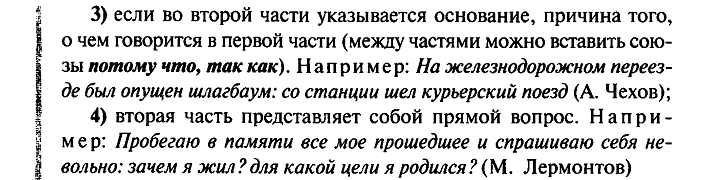 3) если во второй части указывается основание, причина того,
о чем говорится в первой части (между частями можно вставить сою-
зы потому что, так как). Например: На железнодорожном переез-
де был опущен шлагбаум: со станции шел курьерский поезд (А. Чехов);
4) вторая часть представляет собой прямой вопрос. Напри-
мер: Пробегаю в памяти все мое прошедшее и спрашиваю себя не-
вольно: зачем я жил? для какой цели я родился? (М. Лермонтов)